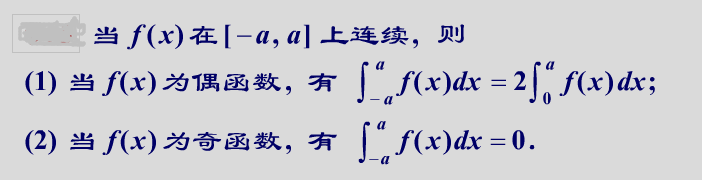 当 f(x) 在 [−a, a] 上连续，则
(1) 当 f(x) 为偶函数，有 ∫_{−a}^{a} f(x)dx = 2∫_{0}^{a} f(x)dx;
(2) 当 f(x) 为奇函数，有 ∫_{−a}^{a} f(x)dx = 0.